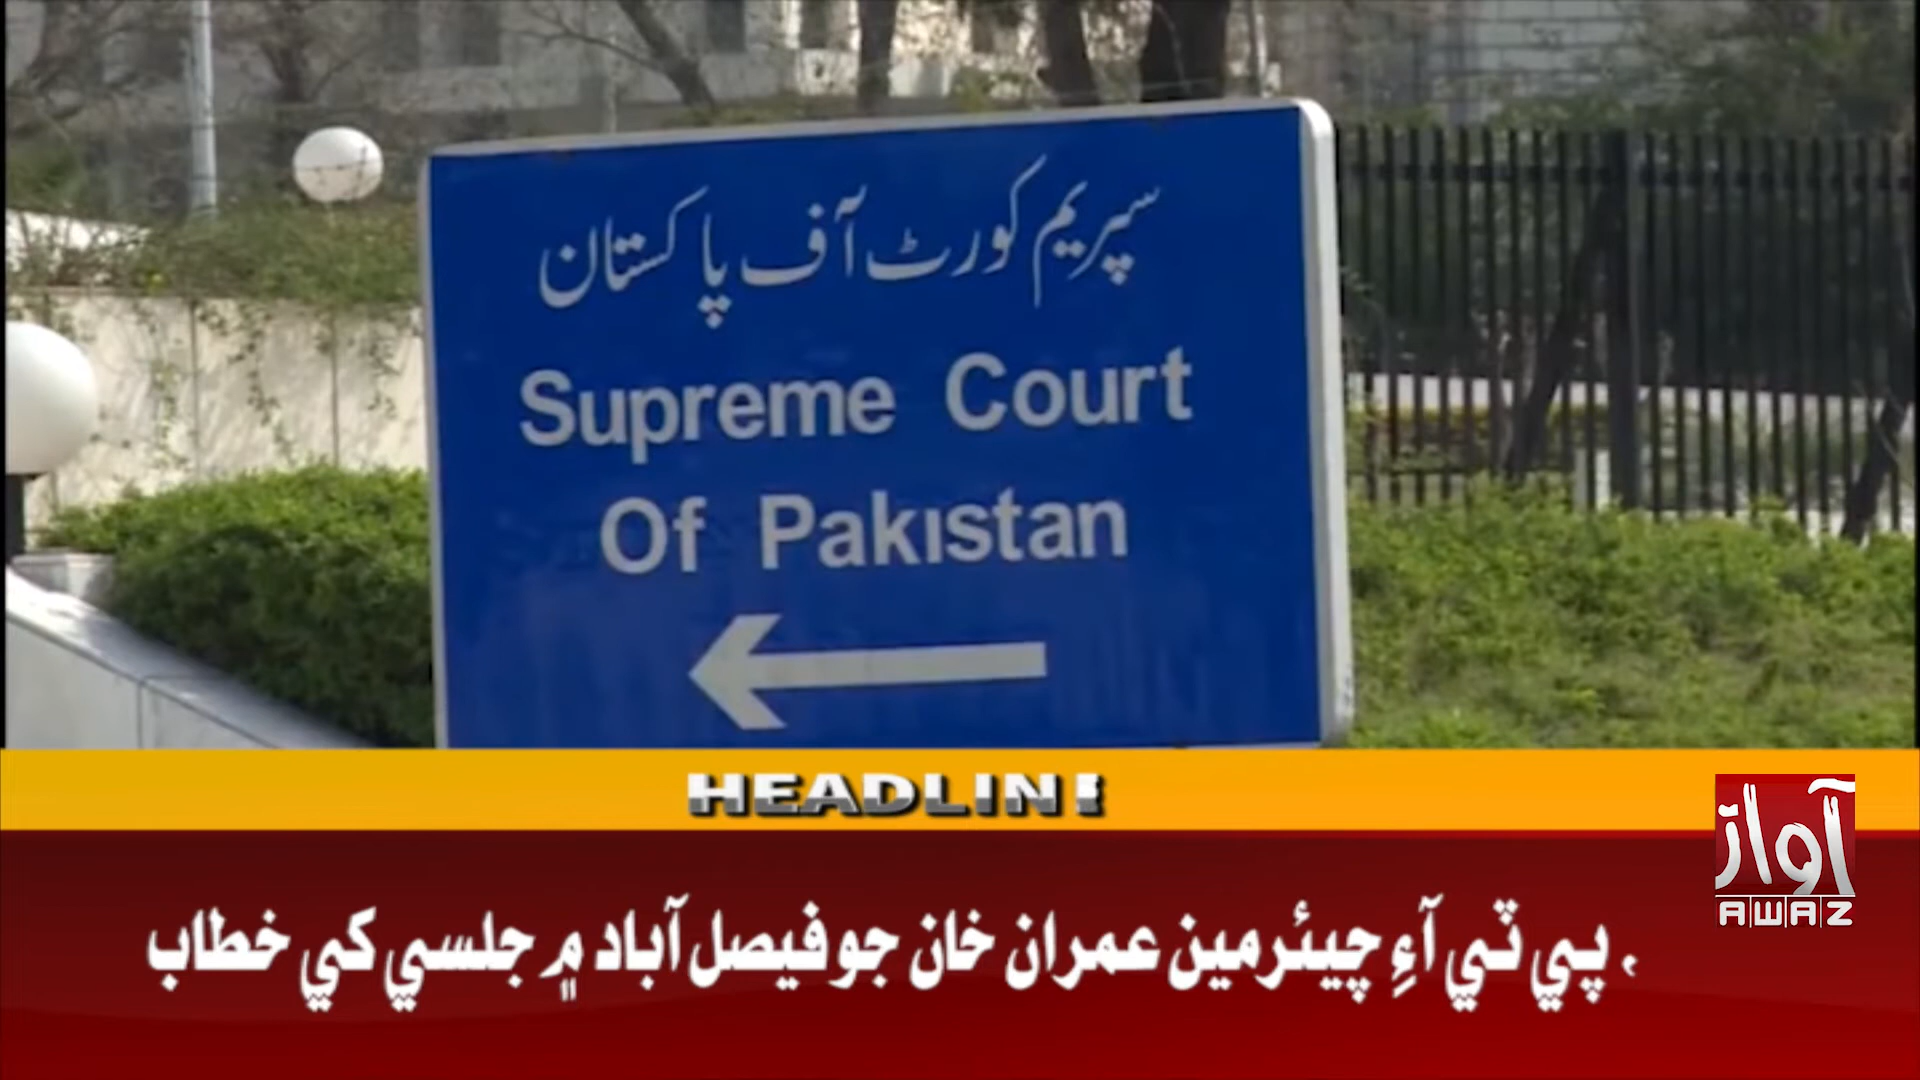 سپریم کورٹ آف پاکستان
Supreme Court
Of Pakistan
HEADLINE
آواز
AWAZ
پي ٽي آءِ چيئرمين عمران خان جو فيصل آباد ۾ جلسي کي خطاب